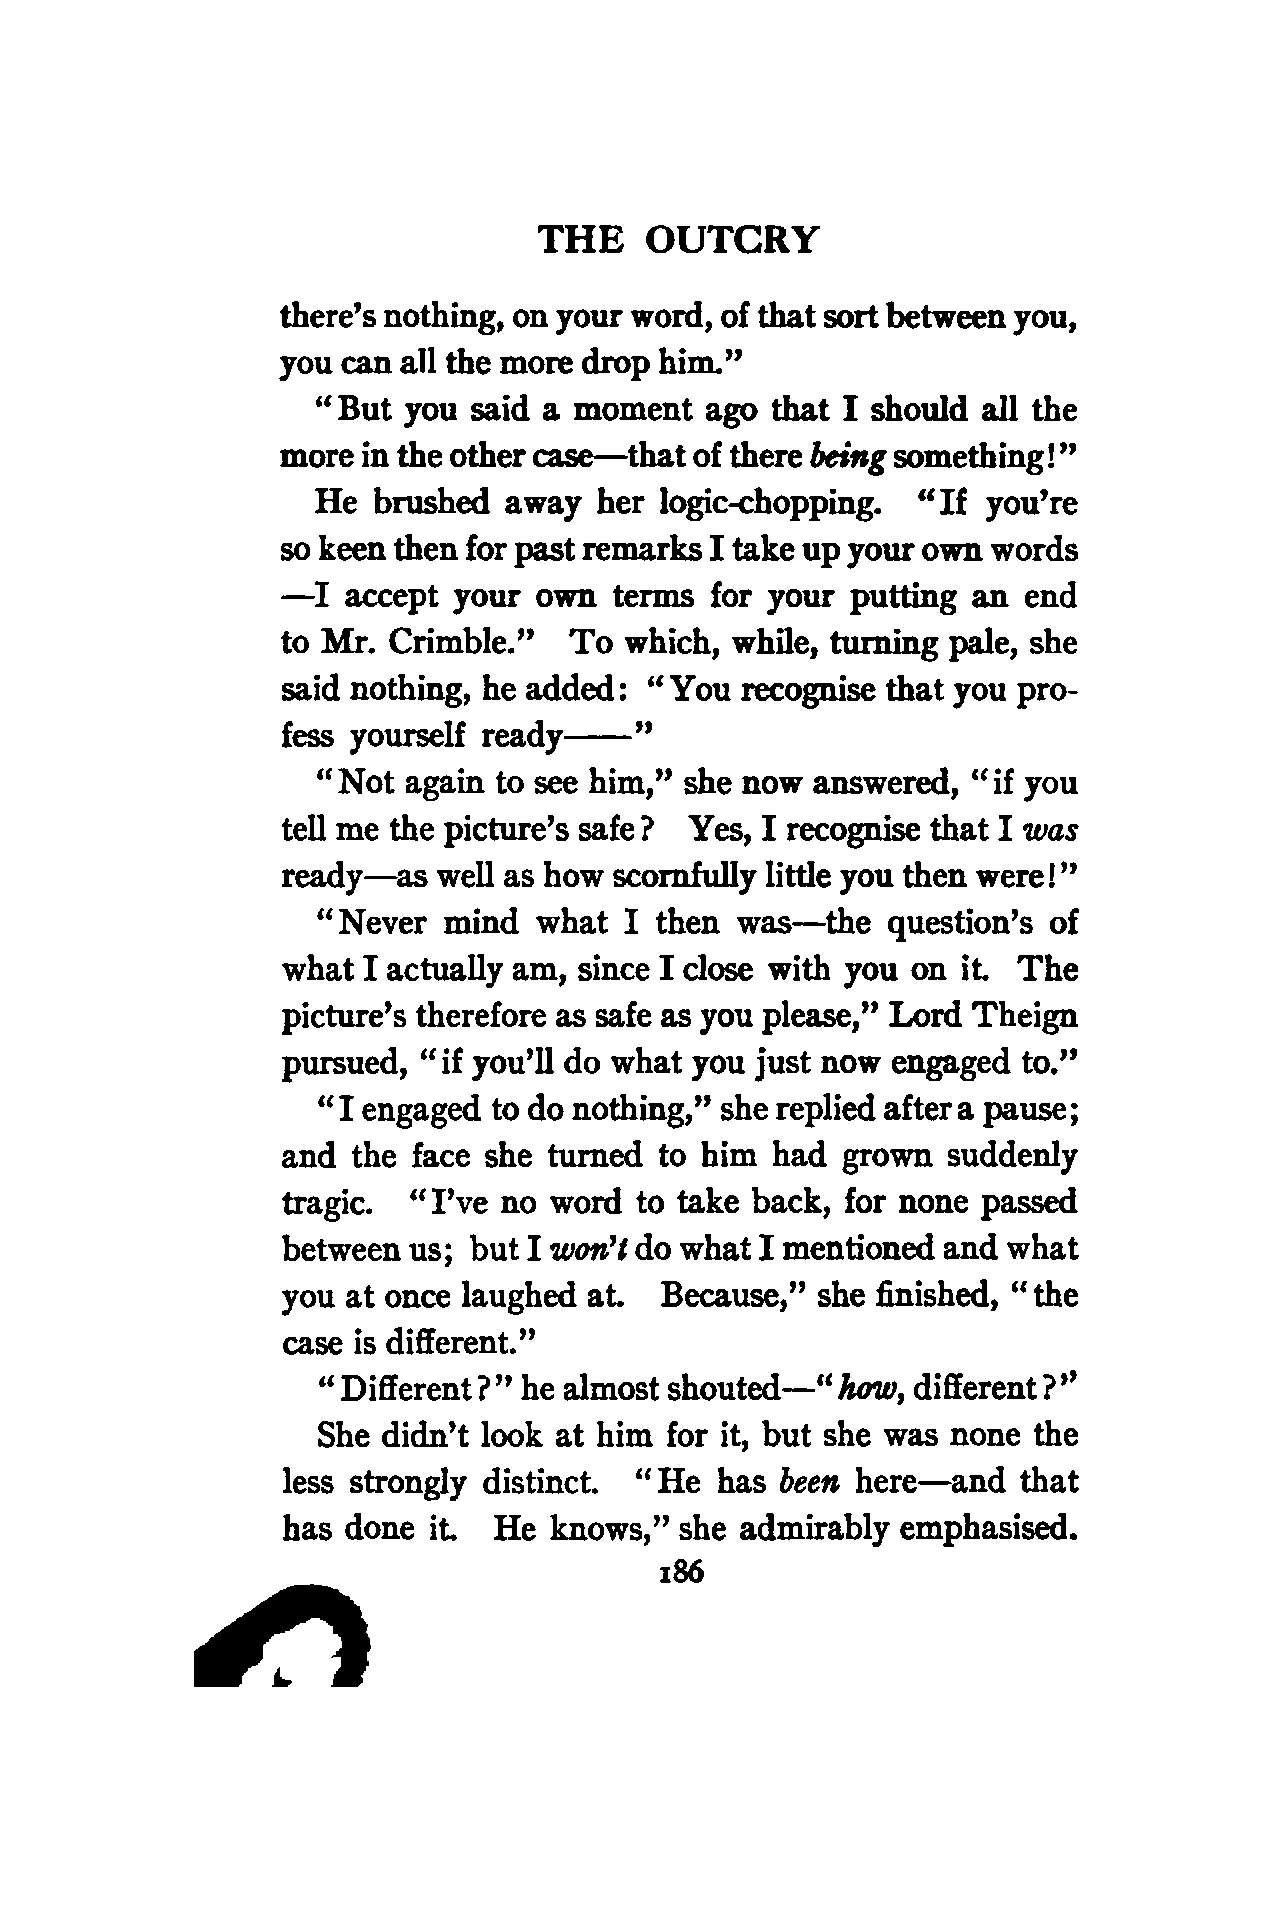 THE OUTCRY
there's nothing, on your word, of that sort between you,
you can all the more drop him."
"But you said a moment ago that I should all the
more in the other case—that of there being something!"
He brushed away her logic-chopping. "If you're
so keen then for past remarks I take up your own words
—I accept your own terms for your putting an end
to Mr. Crimble." To which, while, turning pale, she
said nothing, he added: "You recognise that you pro-
fess yourself ready——"
"Not again to see him," she now answered, "if you
tell me the picture's safe? Yes, I recognise that I was
ready—as well as how scornfully little you then were!"
"Never mind what I then was—the question's of
what I actually am, since I close with you on it. The
picture's therefore as safe as you please," Lord Theign
pursued, "if you'll do what you just now engaged to."
"I engaged to do nothing," she replied after a pause;
and the face she turned to him had grown suddenly
tragic. "I've no word to take back, for none passed
between us; but I won't do what I mentioned and what
you at once laughed at. Because," she finished, "the
case is different."
"Different?" he almost shouted—"how, different?"
She didn't look at him for it, but she was none the
less strongly distinct. "He has been here—and that
has done it. He knows," she admirably emphasised.
186